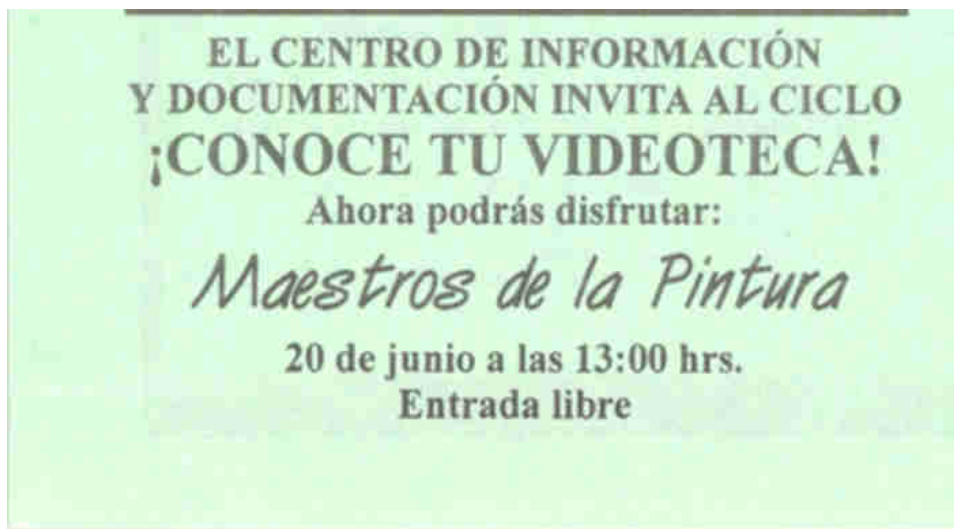 EL CENTRO DE INFORMACIÓN
Y DOCUMENTACIÓN INVITA AL CICLO
¡CONOCE TU VIDEOTECA!
Ahora podrás disfrutar:
Maestros de la Pintura
20 de junio a las 13:00 hrs.
Entrada libre